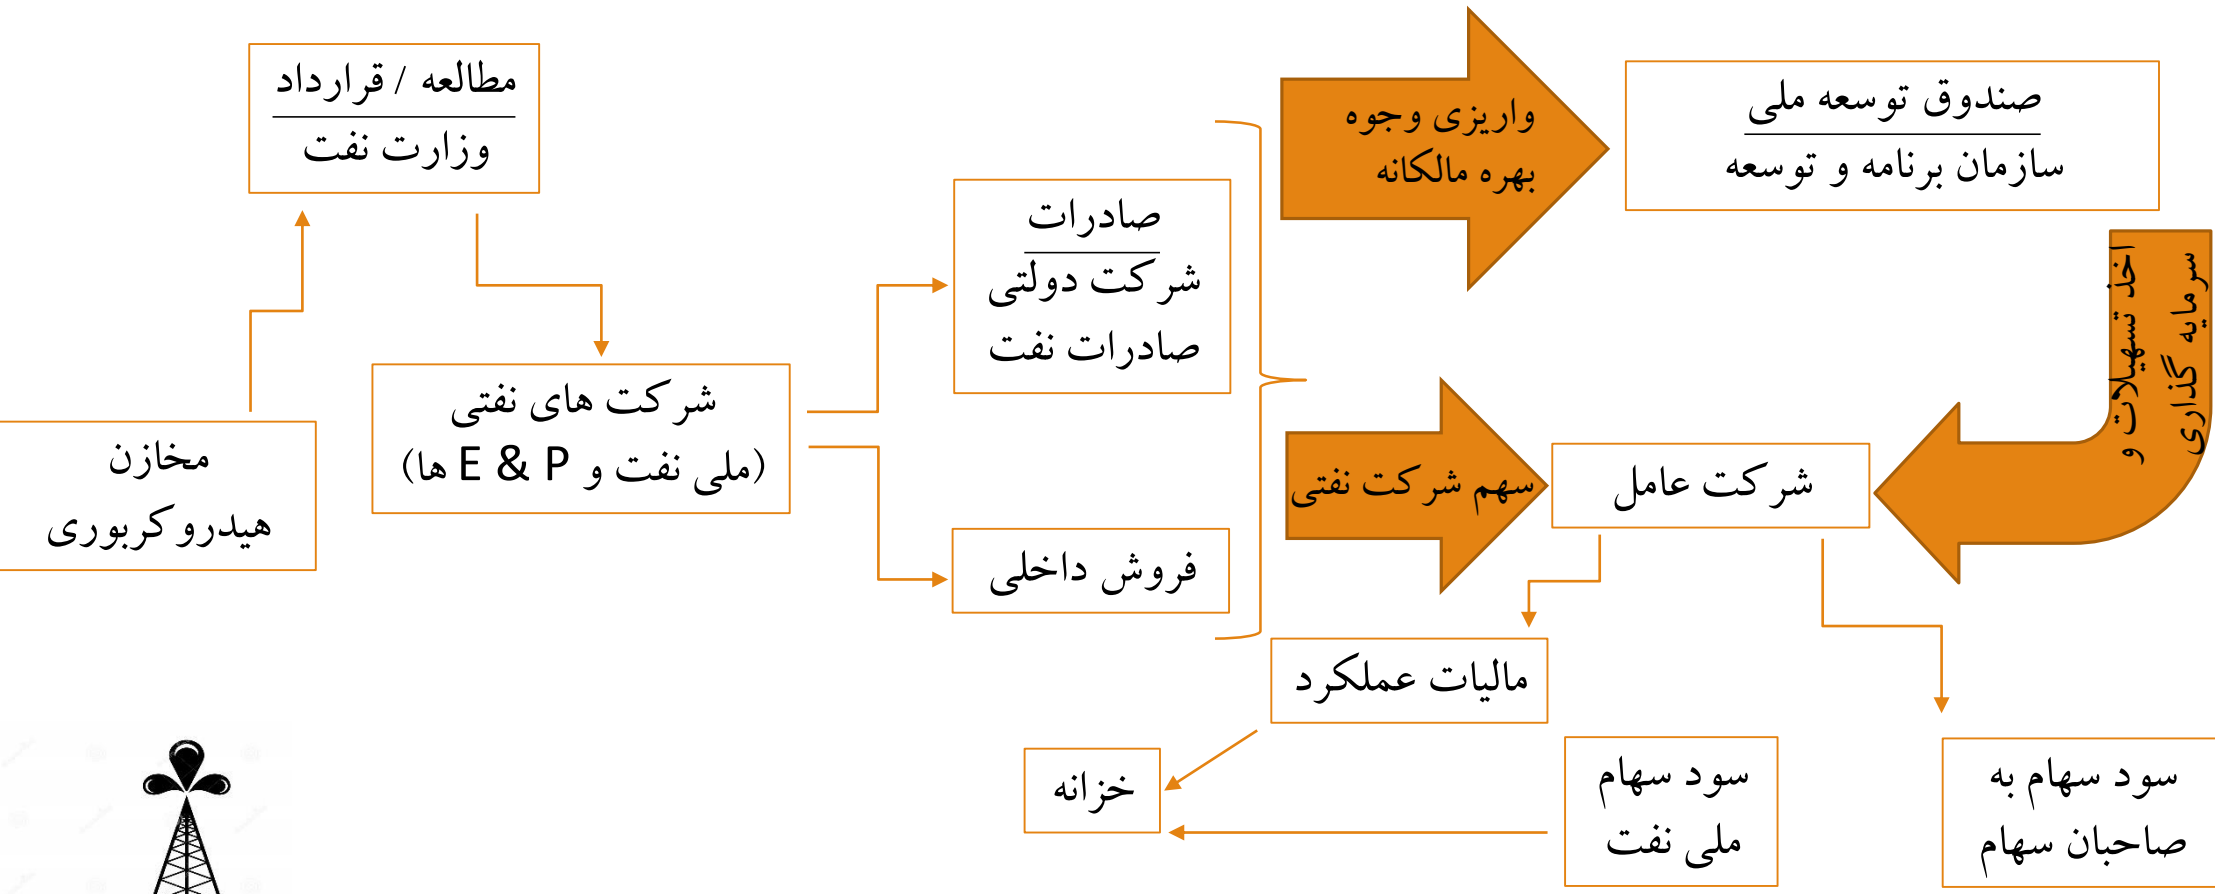 مطالعه / قرارداد
وزارت نفت
مخازن
هیدروکربوری
شرکت های نفتی
(ملی نفت و E & P ها)
صادرات
شرکت دولتی
صادرات نفت
فروش داخلی
واریزی وجوه
بهره مالکانه
صندوق توسعه ملی
سازمان برنامه و توسعه
اخذ تسهیلات و
سرمایه گذاری
سهم شرکت نفتی
شرکت عامل
مالیات عملکرد
خزانه
سود سهام
ملی نفت
سود سهام به
صاحبان سهام